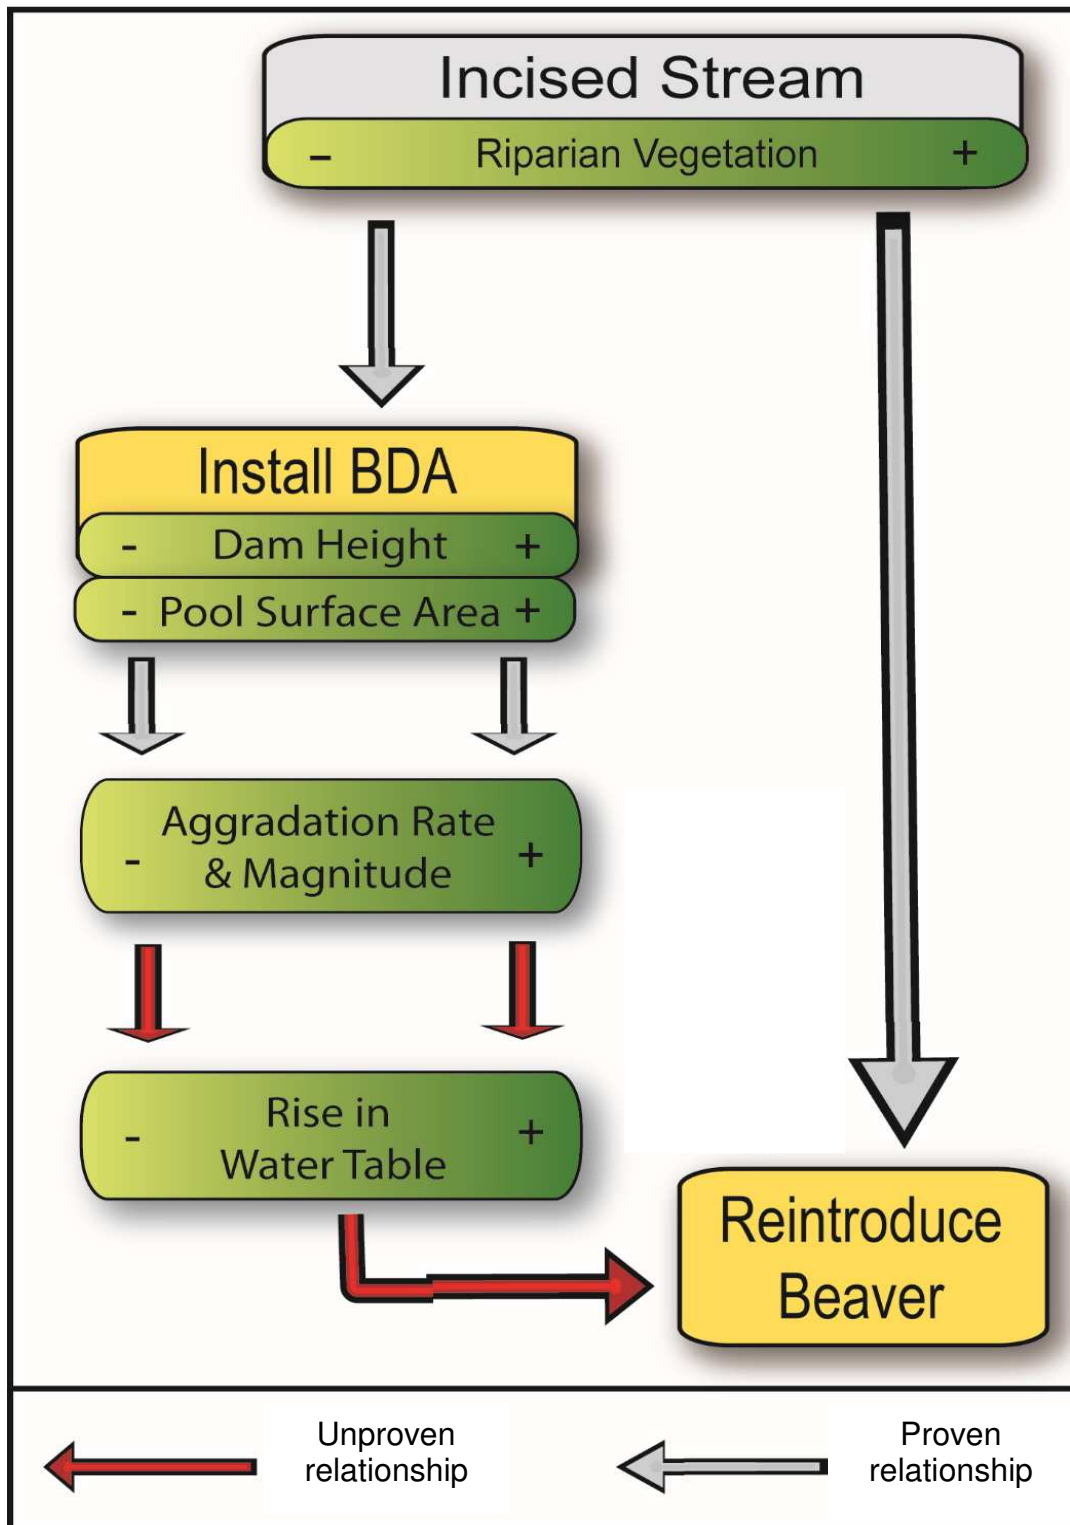 Incised Stream
- Riparian Vegetation +
Install BDA
- Dam Height +
- Pool Surface Area +
Aggradation Rate
& Magnitude
- +
Rise in
Water Table
- +
Reintroduce
Beaver
Unproven
relationship
Proven
relationship